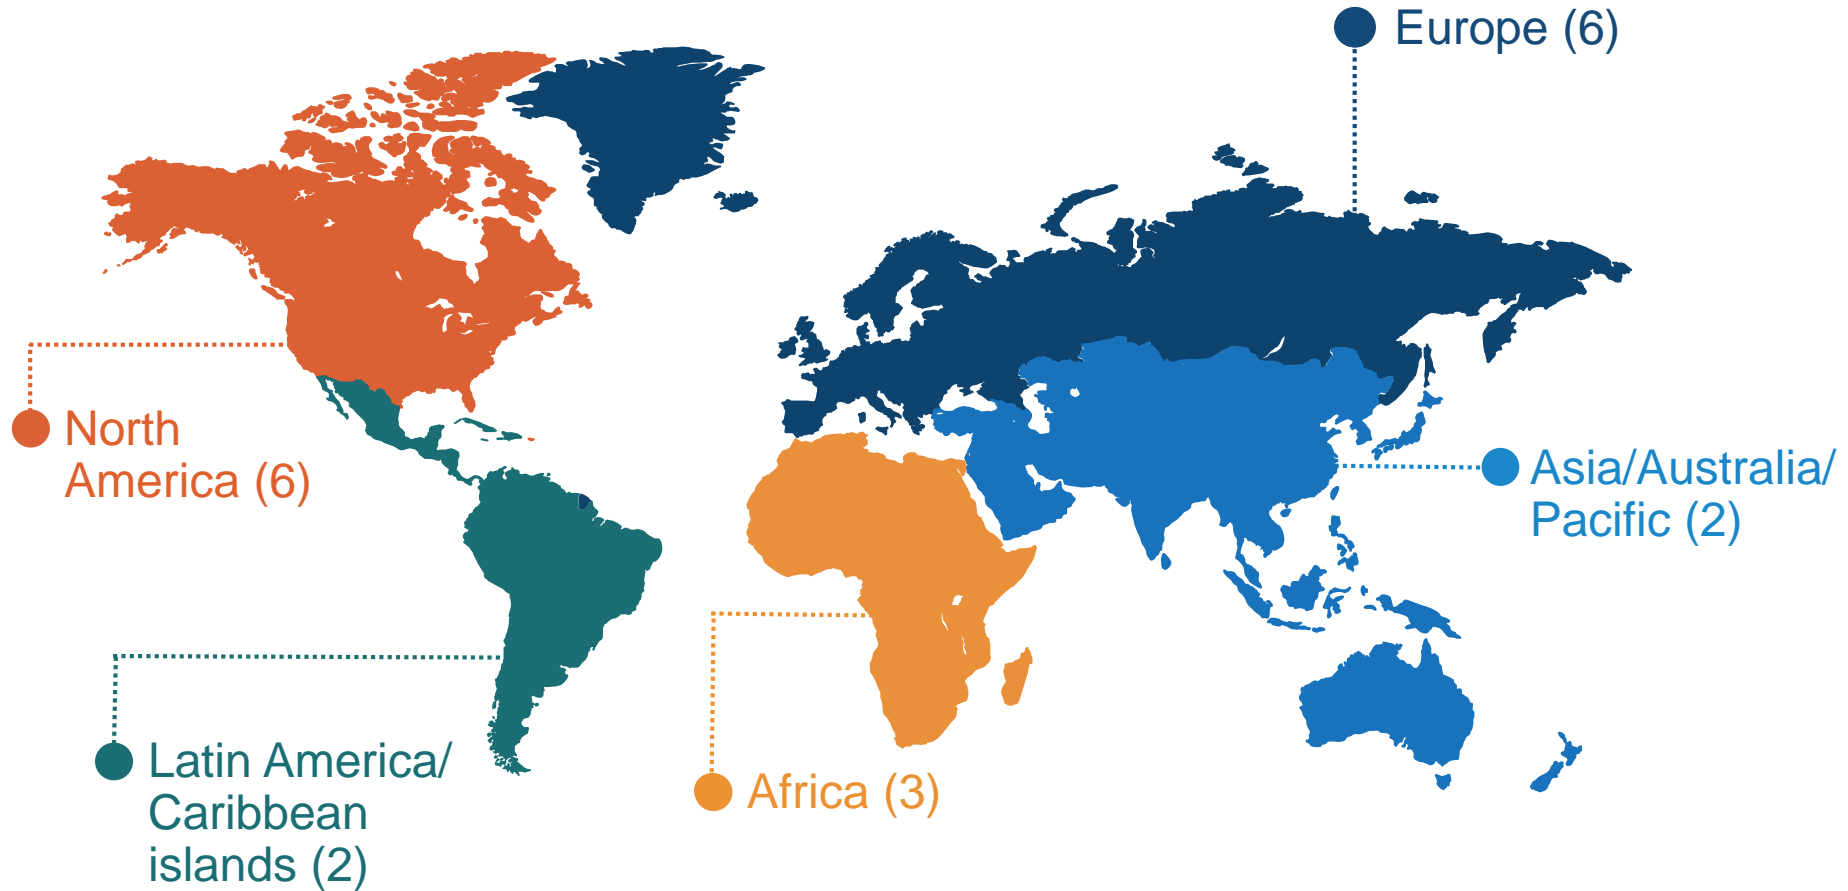 Europe (6)
North
America (6)
Asia/Australia/
Pacific (2)
Latin America/
Caribbean
islands (2)
Africa (3)